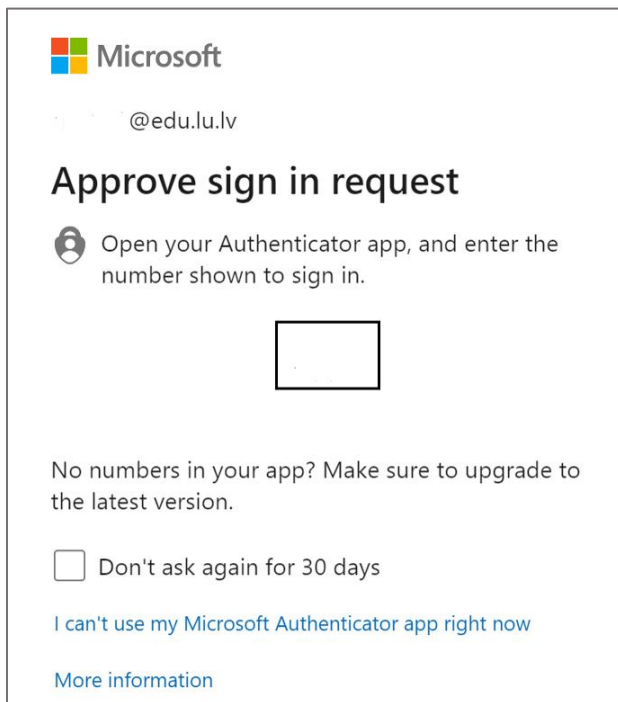 Microsoft
@edu.lu.lv
Approve sign in request
Open your Authenticator app, and enter the
number shown to sign in.
No numbers in your app? Make sure to upgrade to
the latest version.
Don't ask again for 30 days
I can't use my Microsoft Authenticator app right now
More information